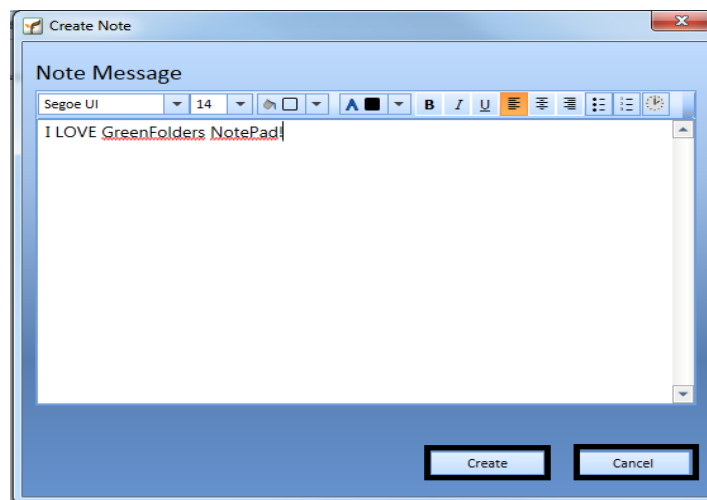 Create Note
Note Message
Segoe UI 14 A B I U
I LOVE GreenFolders NotePad!
Create Cancel